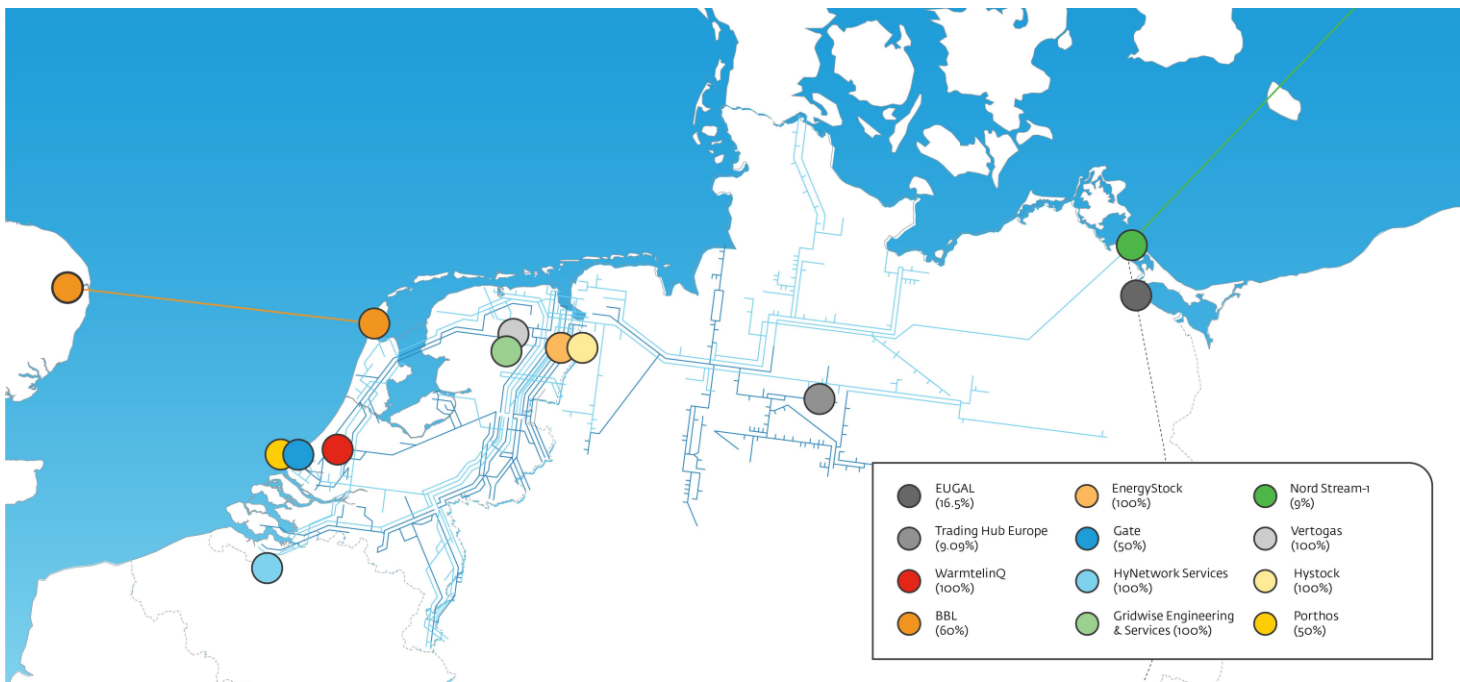 EUGAL
(16.5%)
EnergyStock
(100%)
Nord Stream-1
(9%)
Trading Hub Europe
(9.09%)
Gate
(50%)
Vertogas
(100%)
WarmtelinQ
(100%)
HyNetwork Services
(100%)
Hystock
(100%)
BBL
(60%)
Gridwise Engineering
& Services (100%)
Porthos
(50%)